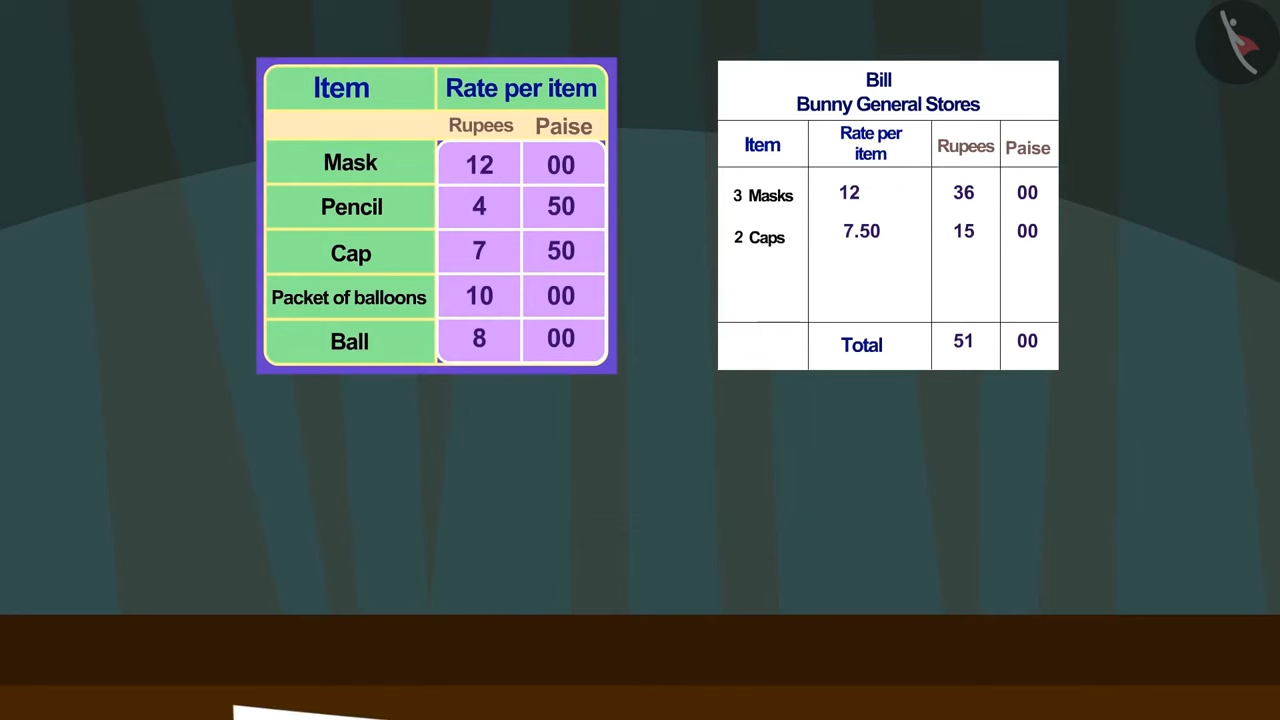 Item Rate per item
Rupees Paise
Mask 12 00
Pencil 4 50
Cap 7 50
Packet of balloons 10 00
Ball 8 00
Bill
Bunny General Stores
Item Rate per item Rupees Paise
3 Masks 12 36 00
2 Caps 7.50 15 00
Total 51 00